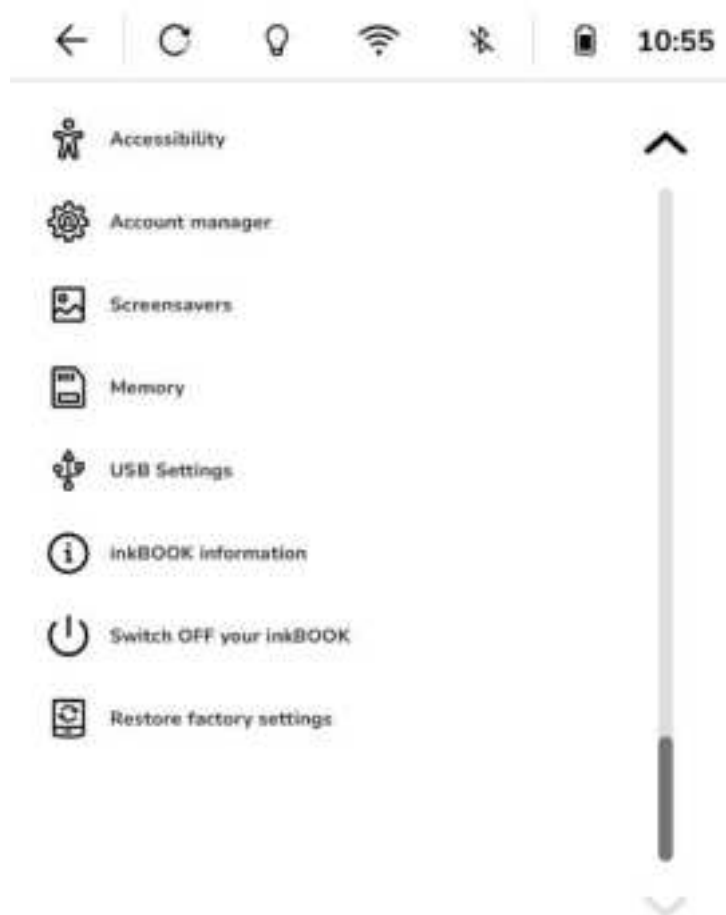 10:55
Accessibility
Account manager
Screensavers
Memory
USB Settings
inkBOOK information
Switch OFF your inkBOOK
Restore factory settings